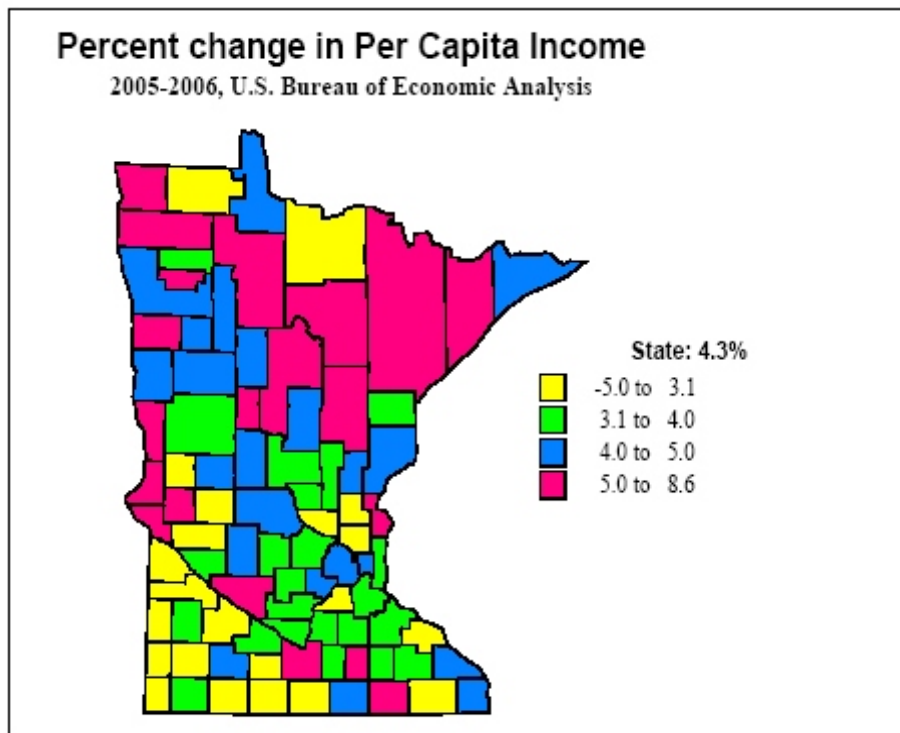 Percent change in Per Capita Income
2005-2006, U.S. Bureau of Economic Analysis
State: 4.3%
-5.0 to 3.1
3.1 to 4.0
4.0 to 5.0
5.0 to 8.6